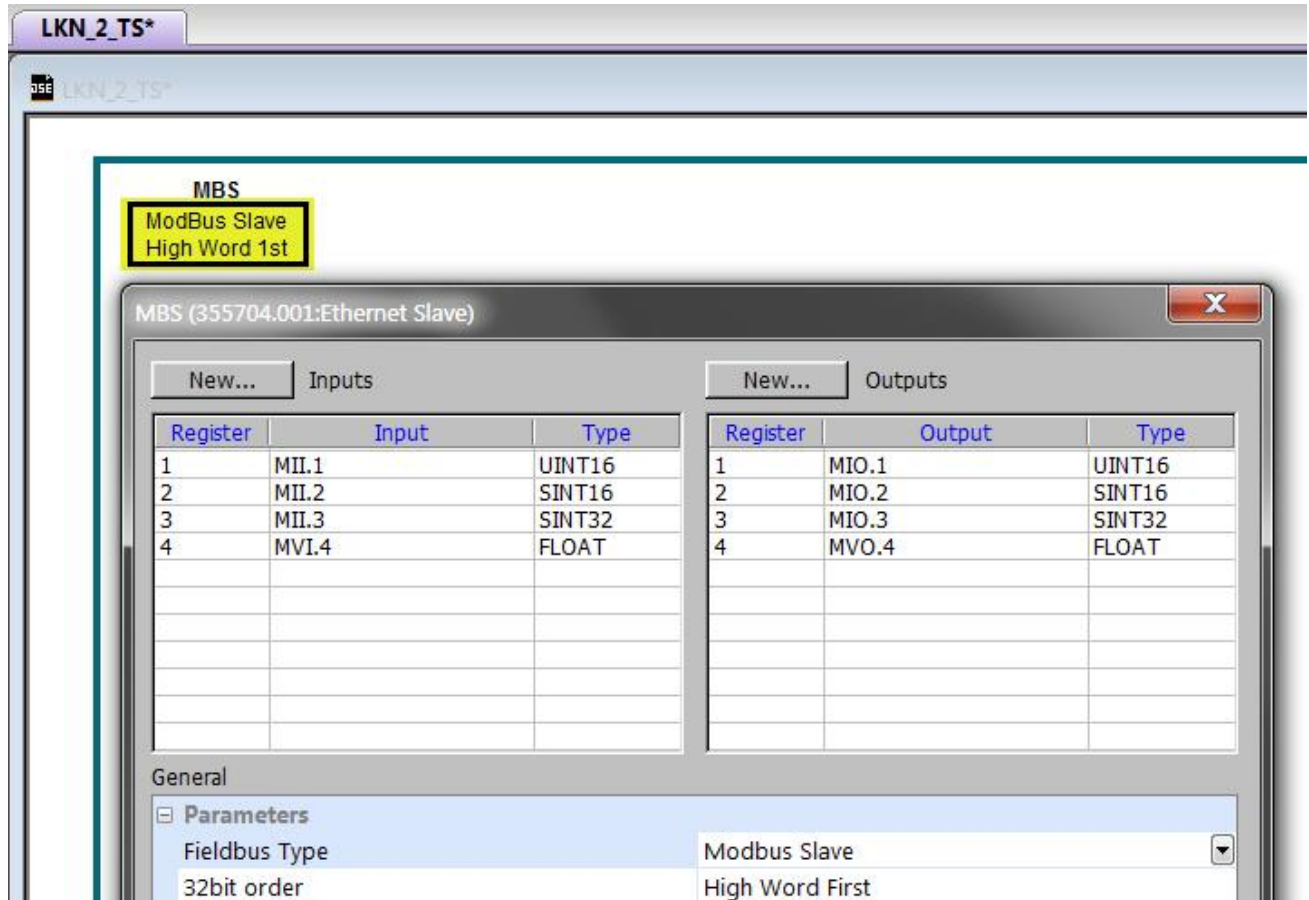 LKN_2_TS*
JSE LKN_2_TS*
MBS
ModBus Slave
High Word 1st
MBS (355704.001:Ethernet Slave)
X
New... Inputs New... Outputs
Register Input Type Register Output Type
1 MII.1 UINT16 1 MIO.1 UINT16
2 MII.2 SINT16 2 MIO.2 SINT16
3 MII.3 SINT32 3 MIO.3 SINT32
4 MVI.4 FLOAT 4 MVO.4 FLOAT
General
Parameters
Fieldbus Type Modbus Slave
32bit order High Word First